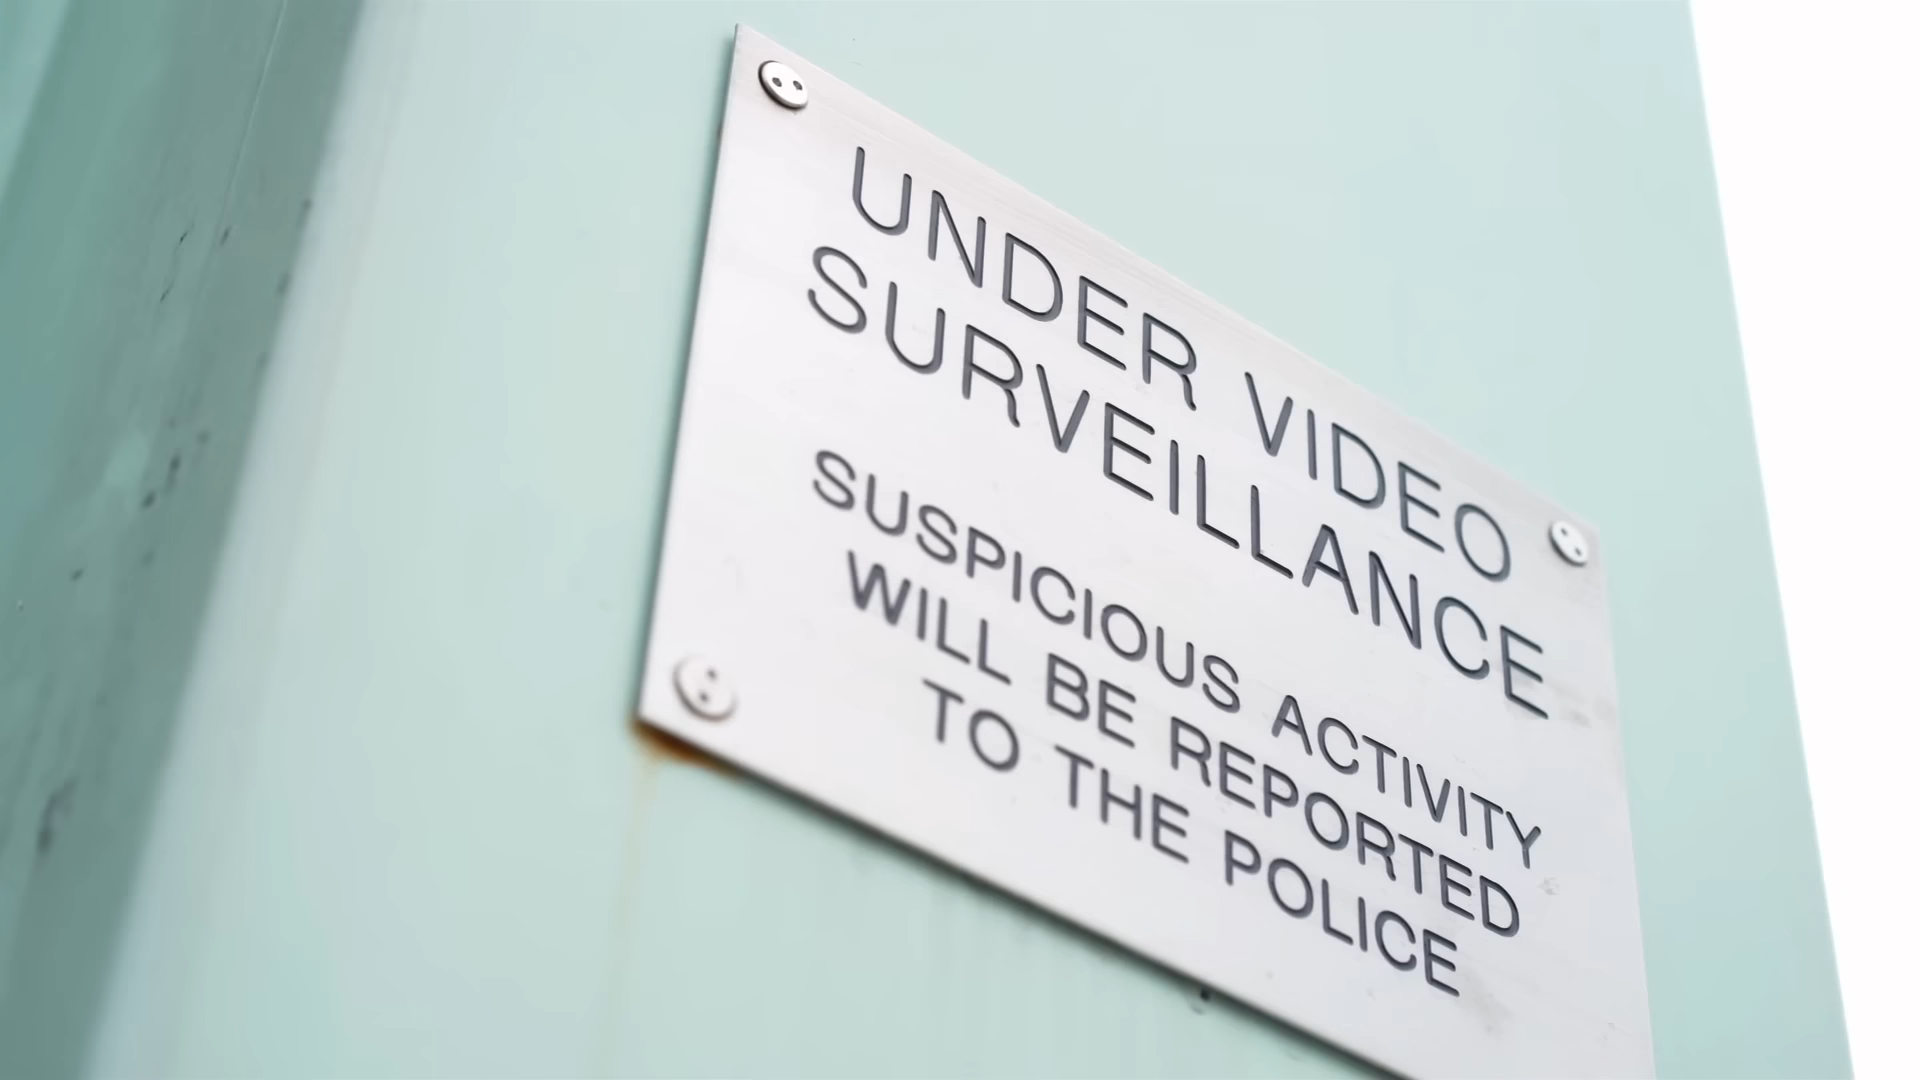 UNDER VIDEO
SURVEILLANCE
SUSPICIOUS ACTIVITY
WILL BE REPORTED
TO THE POLICE